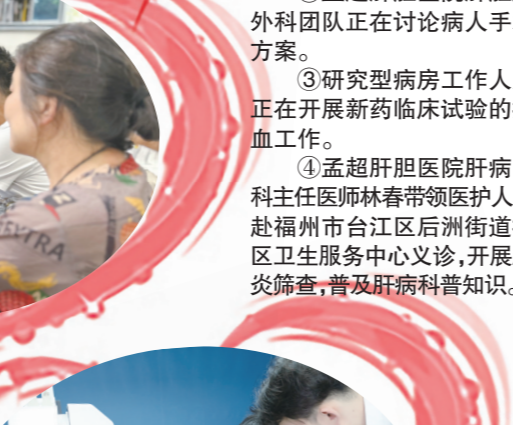 外科团队正在讨论病人手
方案。
③研究型病房工作人
正在开展新药临床试验的
血工作。
④孟超肝胆医院肝病
科主任医师林春带领医护人
赴福州市台江区后洲街道
区卫生服务中心义诊,开展
炎筛查,普及肝病科普知识。
XTRA